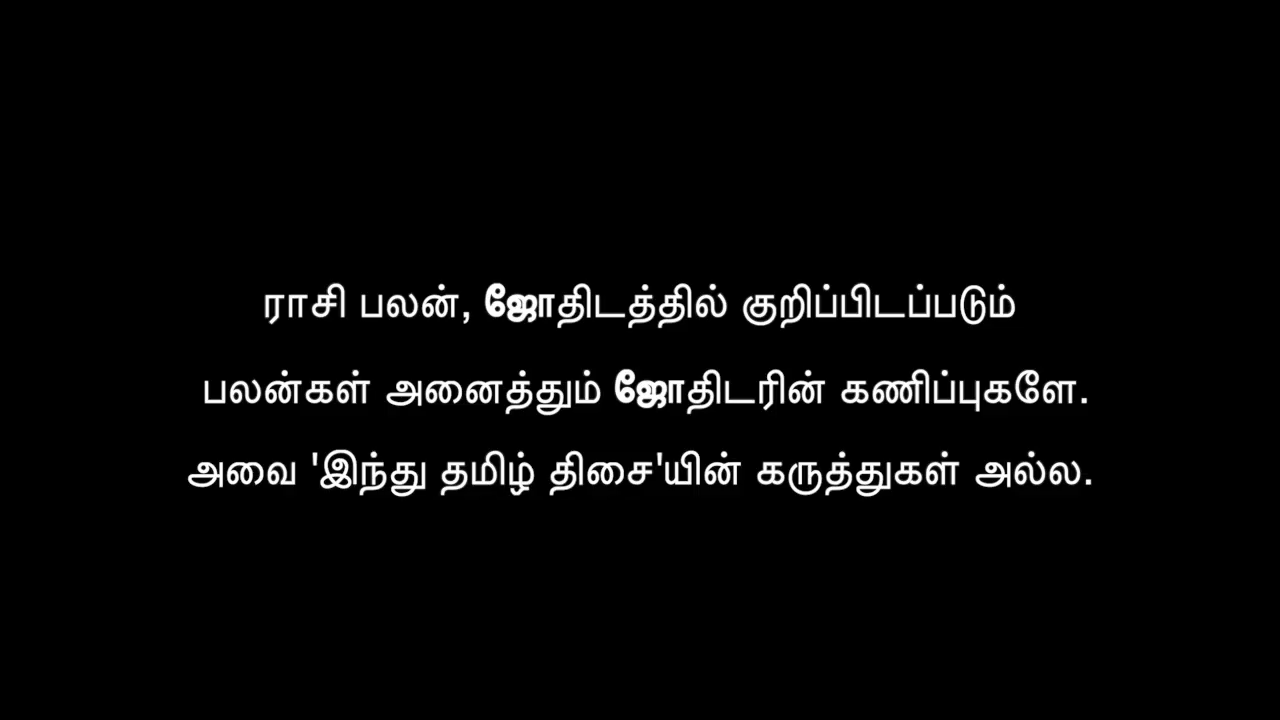 ராசி பலன், ஜோதிடத்தில் குறிப்பிடப்படும்
பலன்கள் அனைத்தும் ஜோதிடரின் கணிப்புகளே.
அவை 'இந்து தமிழ் திசை'யின் கருத்துகள் அல்ல.